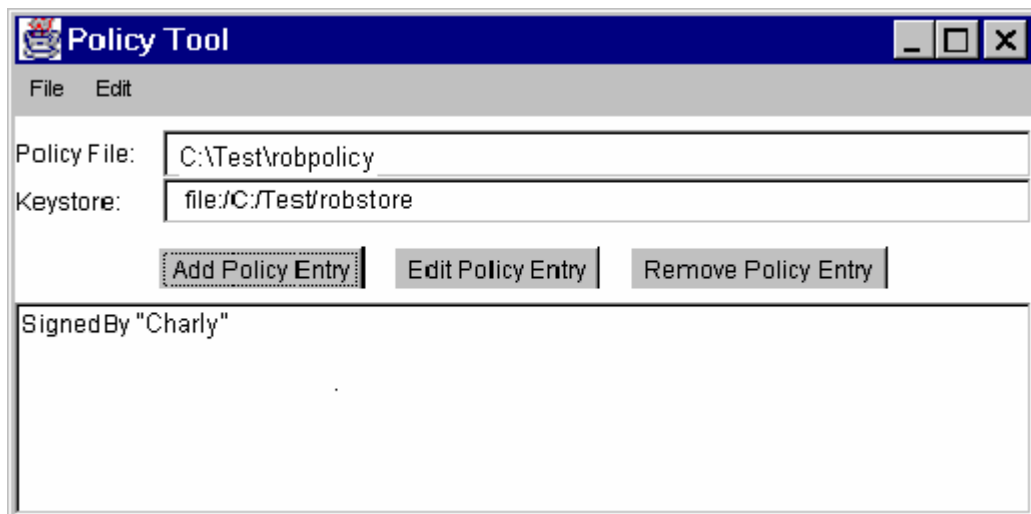 Policy Tool
File Edit
Policy File: C:\Test\robpolicy
Keystore: file:/C:/Test/robstore
Add Policy Entry Edit Policy Entry Remove Policy Entry
SignedBy "Charly"